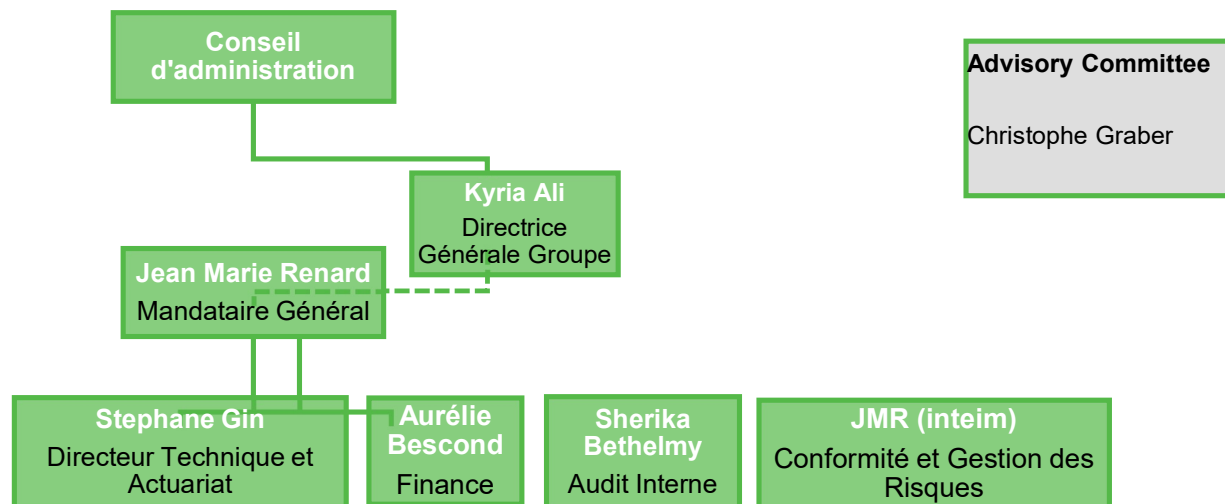 Conseil
d'administration
Advisory Committee
Christophe Graber
Kyria Ali
Directrice
Générale Groupe
Jean Marie Renard
Mandataire Général
Stephane Gin
Directeur Technique et
Actuariat
Aurélie
Bescond
Finance
Sherika
Bethelmy
Audit Interne
JMR (inteim)
Conformité et Gestion des
Risques